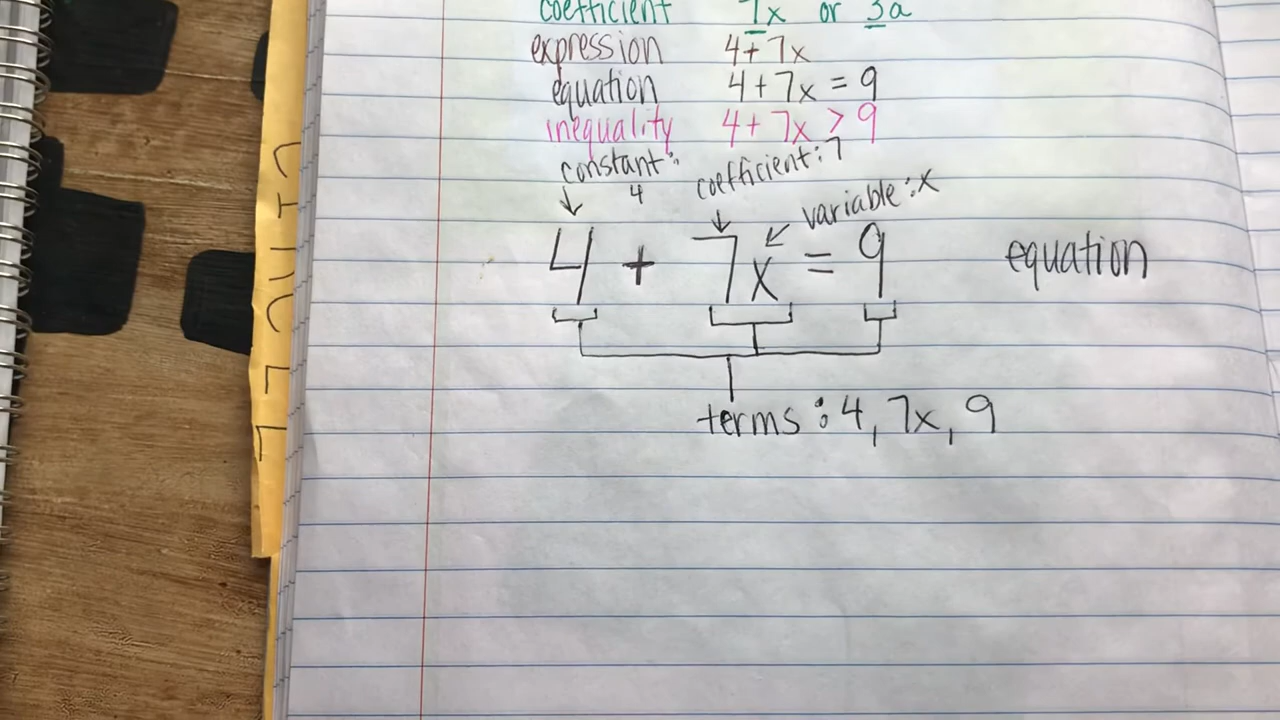 coefficient 7x or 3a
expression 4+7x
equation 4+7x = 9
inequality 4+7x > 9
constant: 4
coefficient: 7
variable: x
4 + 7x = 9 equation
terms: 4, 7x, 9